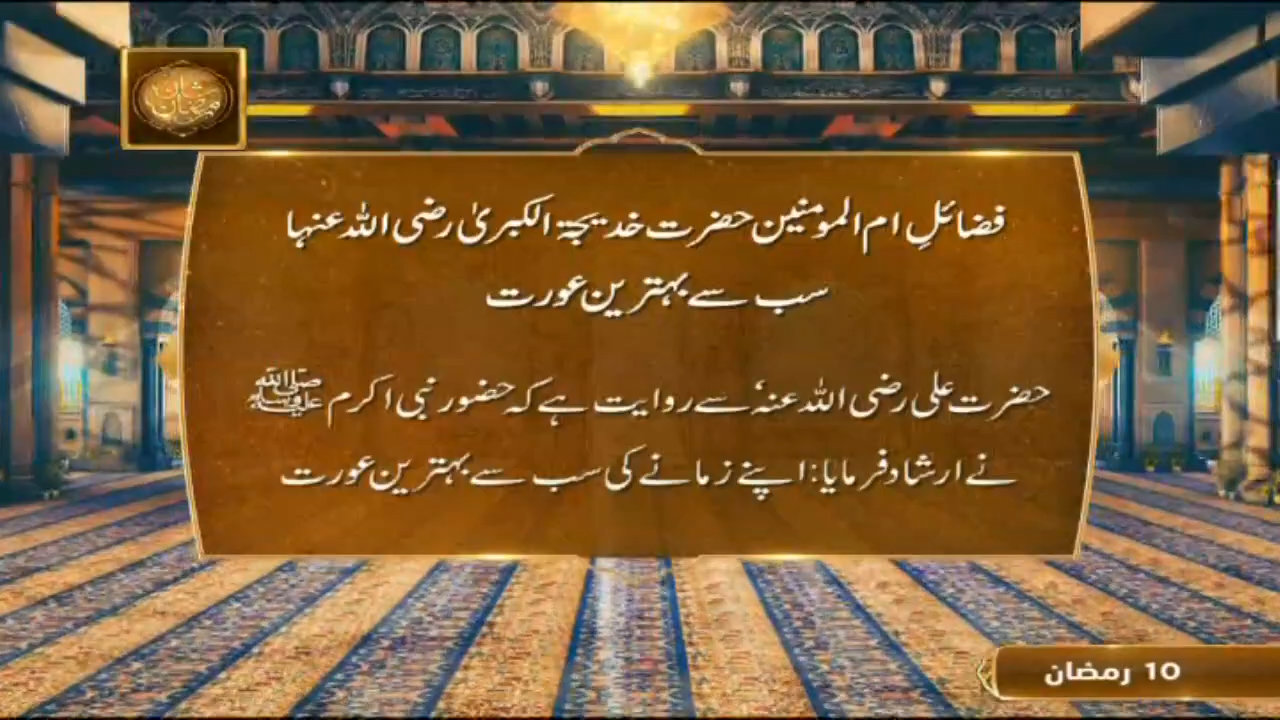 شان رمضان
فضائلِ ام المومنین حضرت خدیجۃ الکبریٰ رضی اللہ عنہا
سب سے بہترین عورت
حضرت علی رضی اللہ عنہٗ سے روایت ہے کہ حضور نبی اکرم ﷺ
نے ارشاد فرمایا: اپنے زمانے کی سب سے بہترین عورت
10 رمضان